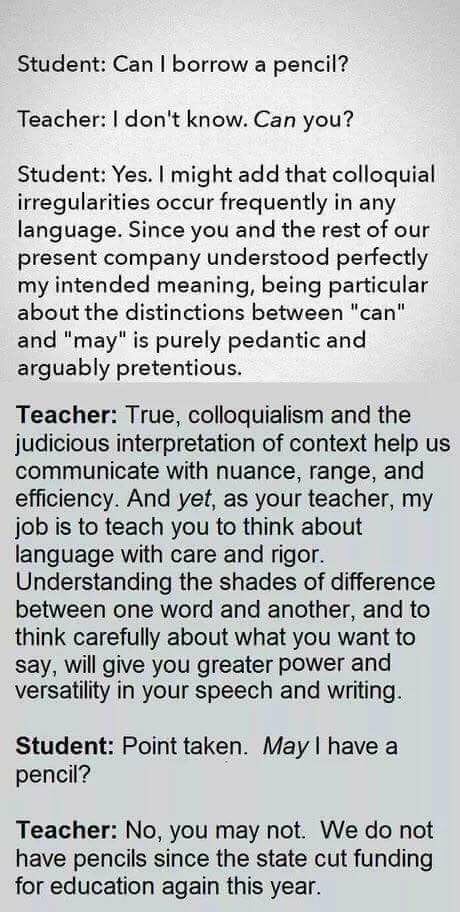 Student: Can I borrow a pencil?
Teacher: I don't know. Can you?
Student: Yes. I might add that colloquial
irregularities occur frequently in any
language. Since you and the rest of our
present company understood perfectly
my intended meaning, being particular
about the distinctions between "can"
and "may" is purely pedantic and
arguably pretentious.
Teacher: True, colloquialism and the
judicious interpretation of context help us
communicate with nuance, range, and
efficiency. And yet, as your teacher, my
job is to teach you to think about
language with care and rigor.
Understanding the shades of difference
between one word and another, and to
think carefully about what you want to
say, will give you greater power and
versatility in your speech and writing.
Student: Point taken. May I have a
pencil?
Teacher: No, you may not. We do not
have pencils since the state cut funding
for education again this year.